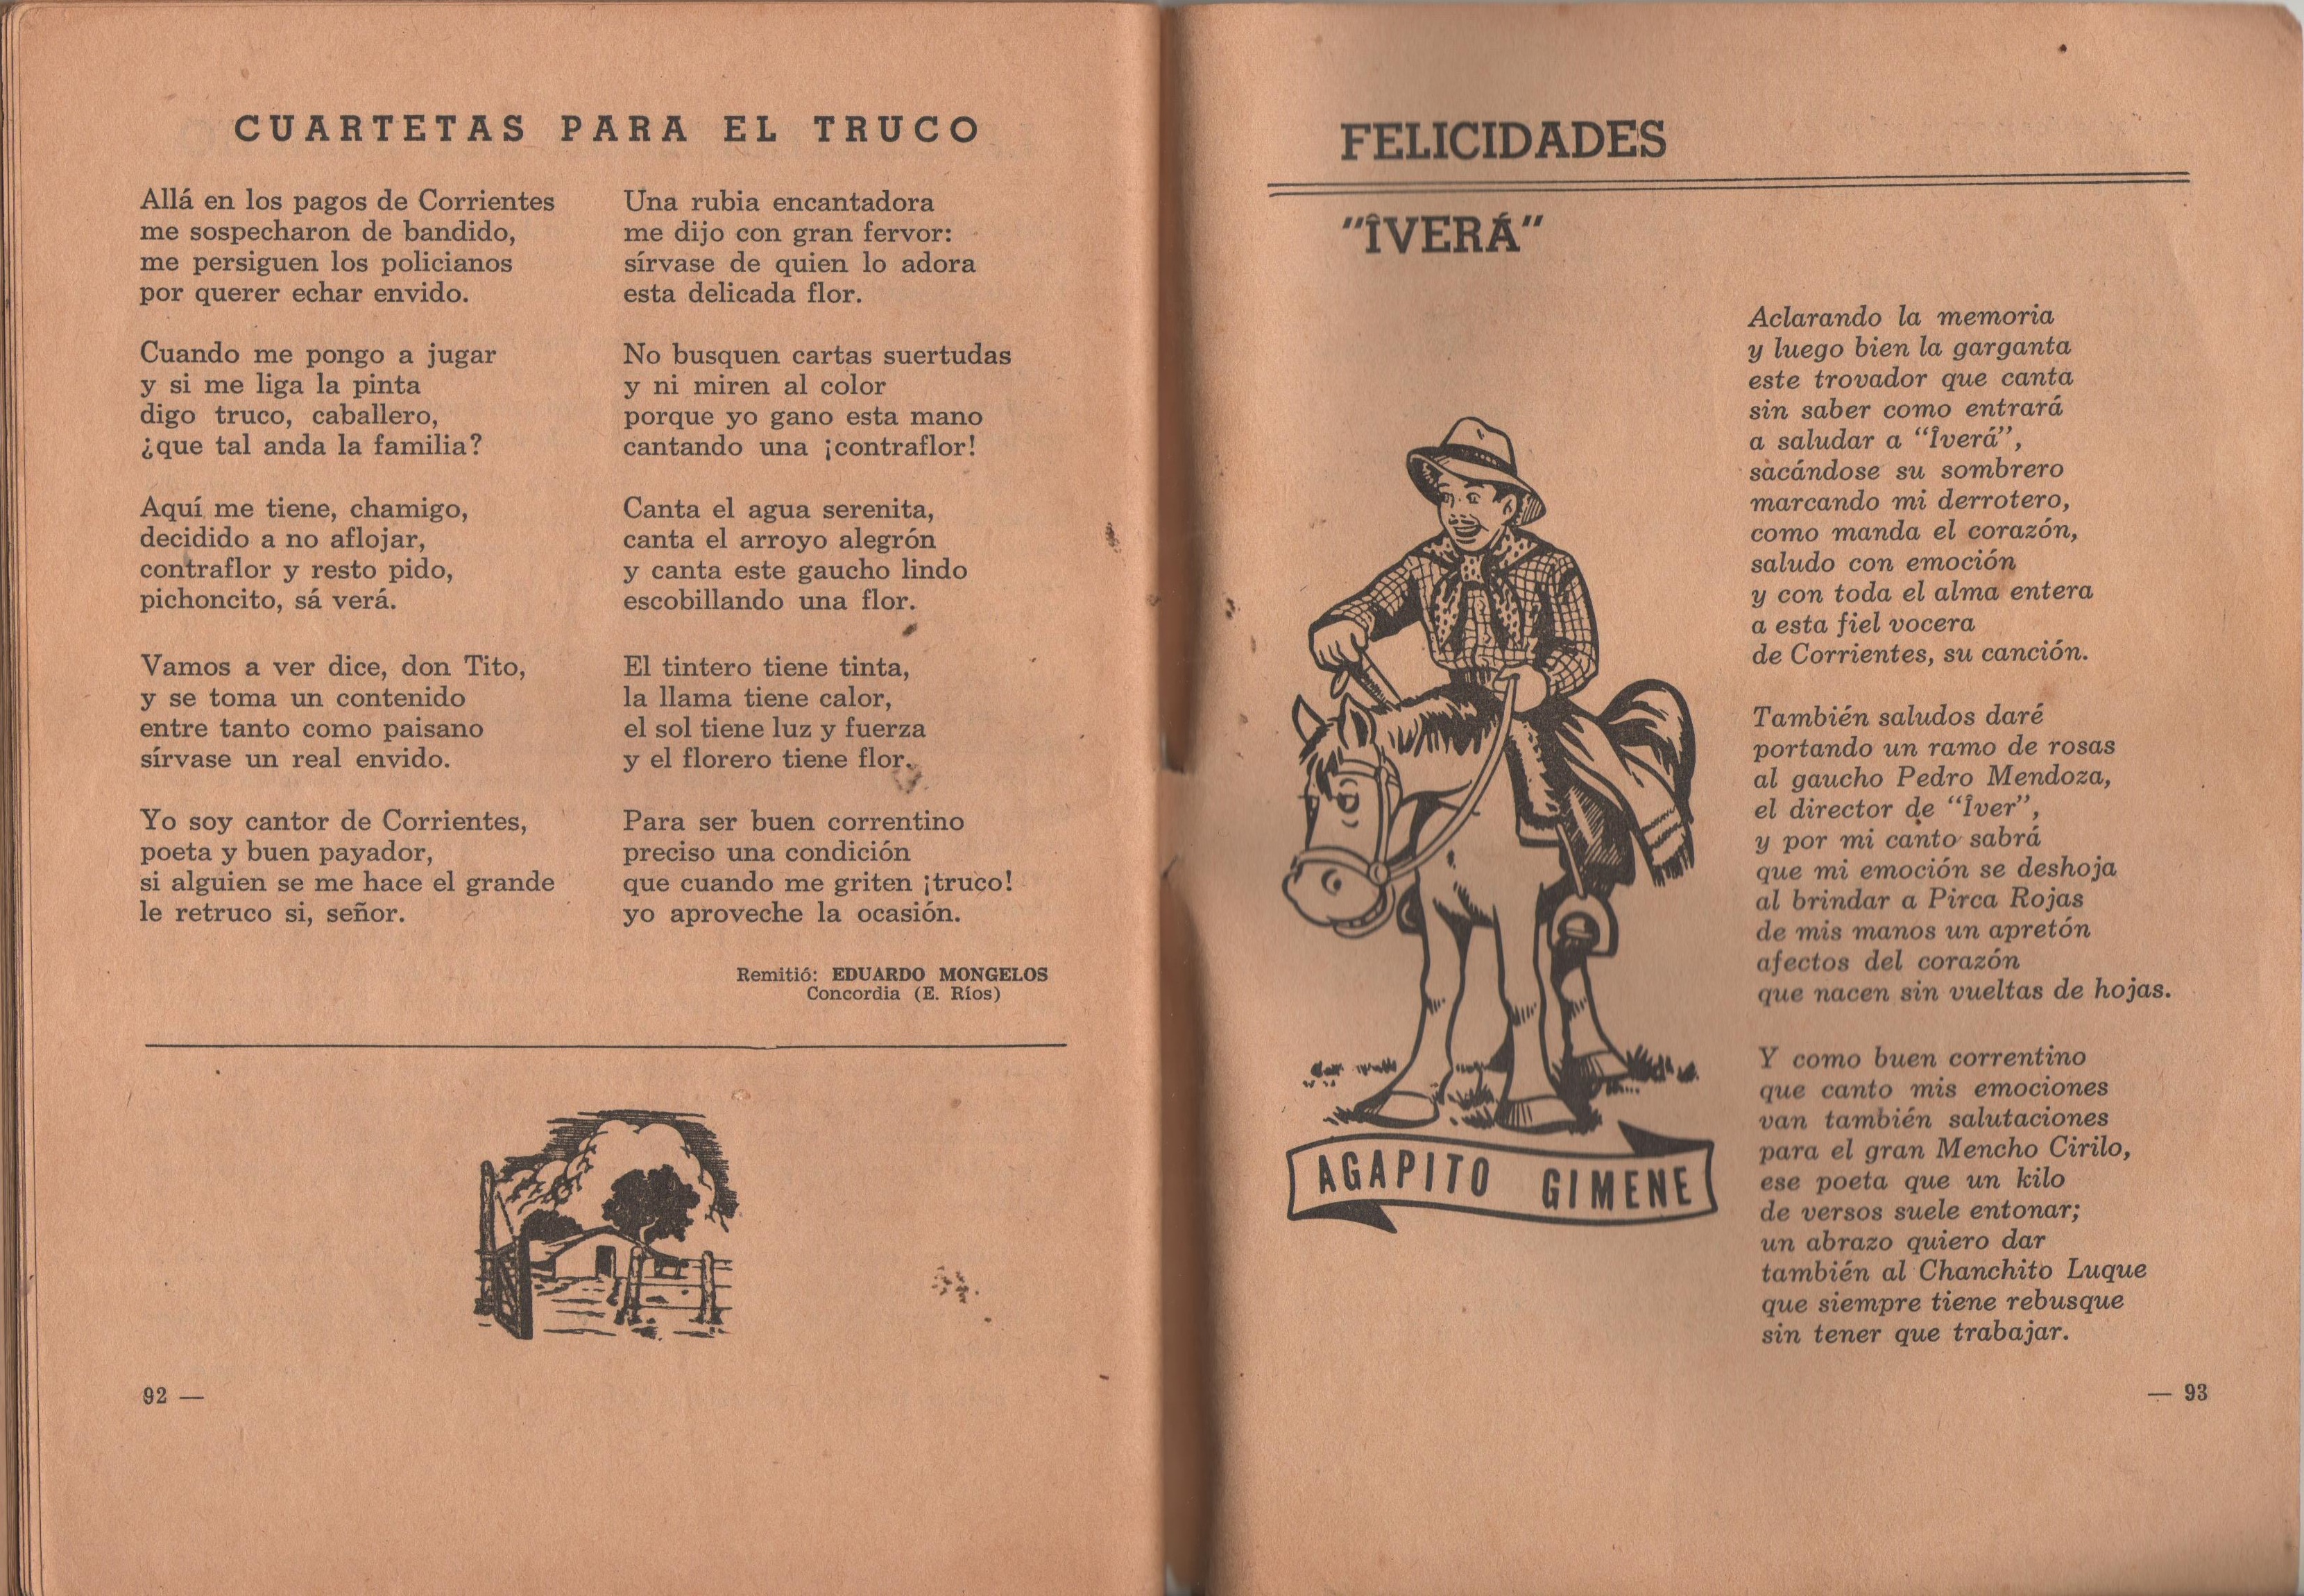 CUARTETAS PARA EL TRUCO
Allá en los pagos de Corrientes
me sospecharon de bandido,
me persiguen los policianos
por querer echar envido.
Cuando me pongo a jugar
y si me liga la pinta
digo truco, caballero,
¿que tal anda la familia?
Aquí me tiene, chamigo,
decidido a no aflojar,
contraflor y resto pido,
pichoncito, sá verá.
Vamos a ver dice, don Tito,
y se toma un contenido
entre tanto como paisano
sírvase un real envido.
Yo soy cantor de Corrientes,
poeta y buen payador,
si alguien se me hace el grande
le retruco si, señor.
Una rubia encantadora
me dijo con gran fervor:
sírvase de quien lo adora
esta delicada flor.
No busquen cartas suertudas
y ni miren al color
porque yo gano esta mano
cantando una ¡contraflor!
Canta el agua serenita,
canta el arroyo alegrón
y canta este gaucho lindo
escobillando una flor.
El tintero tiene tinta,
la llama tiene calor,
el sol tiene luz y fuerza
y el florero tiene flor.
Para ser buen correntino
preciso una condición
que cuando me griten ¡truco!
yo aproveche la ocasión.
Remitió: EDUARDO MONGELOS
Concordia (E. Ríos)
92 —
FELICIDADES
"ÎVERÁ"
AGAPITO GIMENE
Aclarando la memoria
y luego bien la garganta
este trovador que canta
sin saber como entrará
a saludar a "Îverá",
sacándose su sombrero
marcando mi derrotero,
como manda el corazón,
saludo con emoción
y con toda el alma entera
a esta fiel vocera
de Corrientes, su canción.
También saludos daré
portando un ramo de rosas
al gaucho Pedro Mendoza,
el director de "Îver",
y por mi canto sabrá
que mi emoción se deshoja
al brindar a Pirca Rojas
de mis manos un apretón
afectos del corazón
que nacen sin vueltas de hojas.
Y como buen correntino
que canto mis emociones
van también salutaciones
para el gran Mencho Cirilo,
ese poeta que un kilo
de versos suele entonar;
un abrazo quiero dar
también al Chanchito Luque
que siempre tiene rebusque
sin tener que trabajar.
— 93